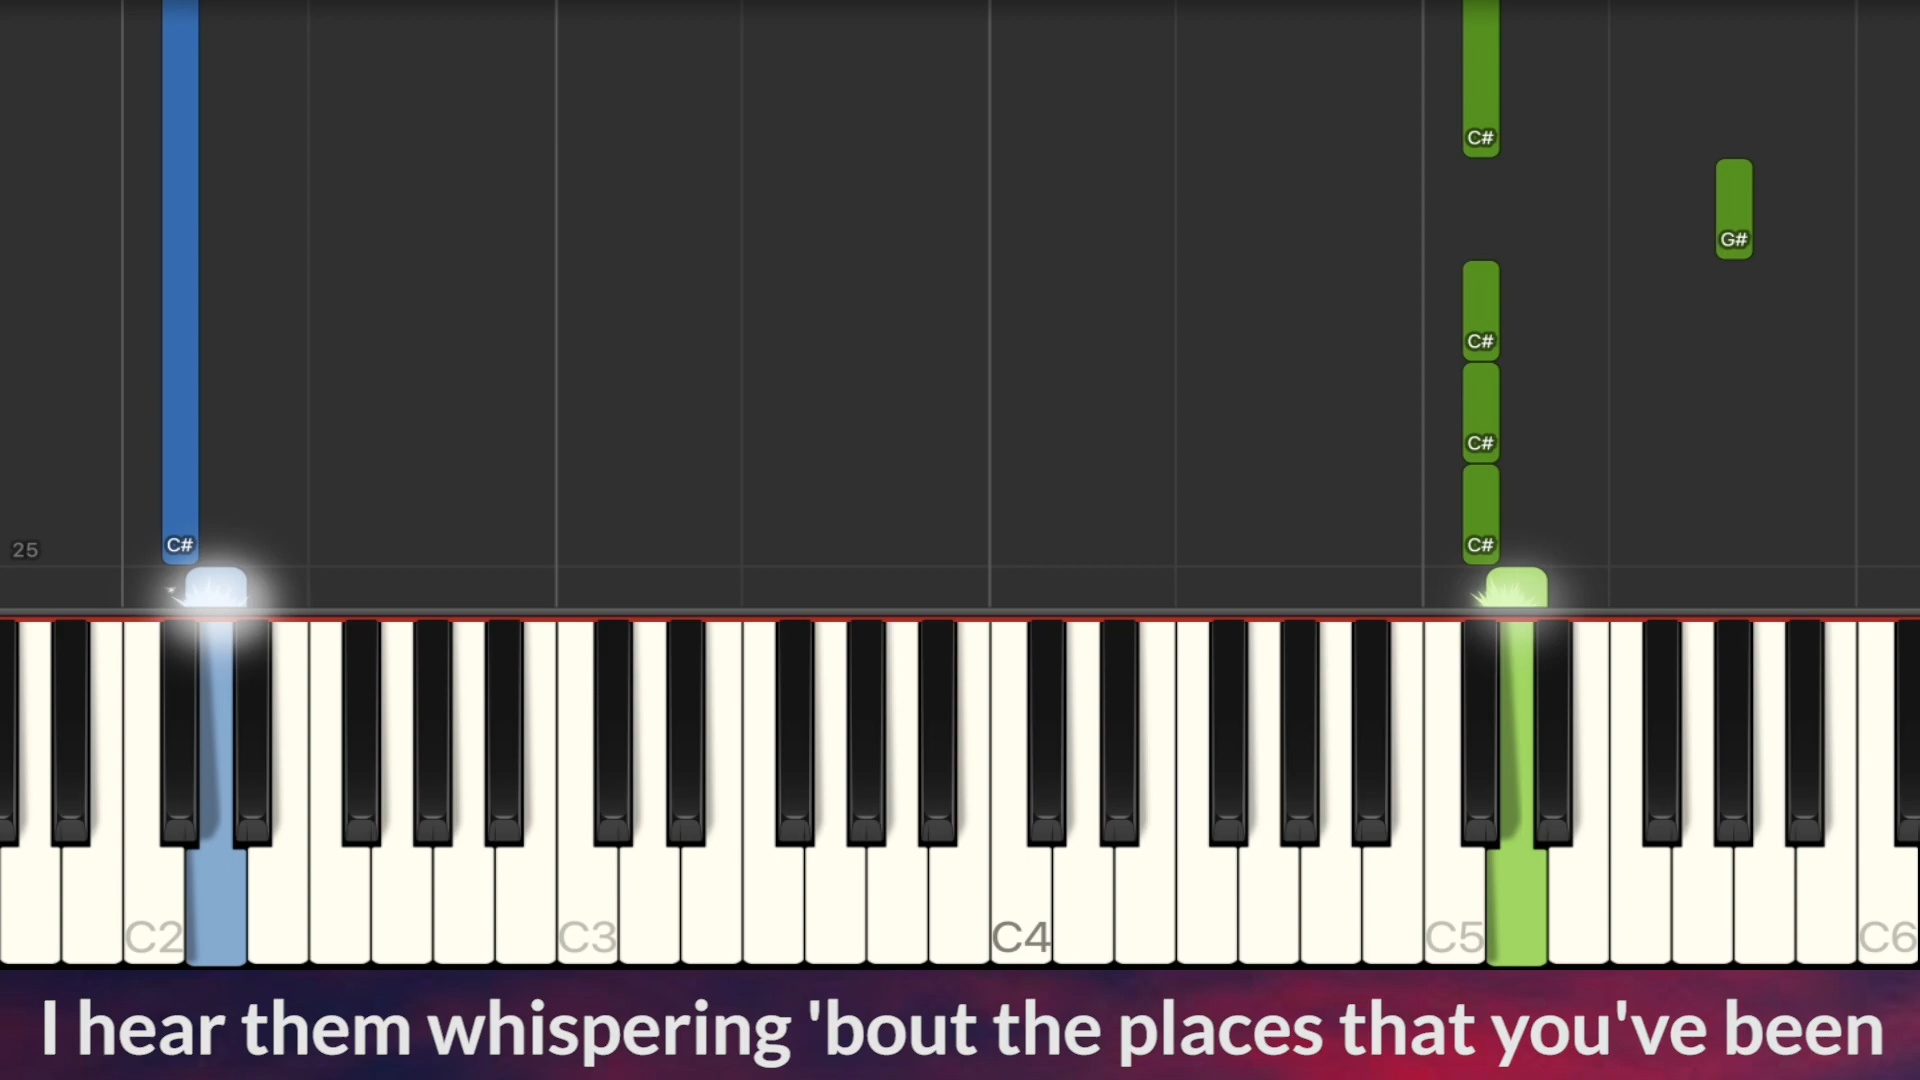 C#
G#
C#
C#
25
C#
C#
C2
C3
C4
C5
C6
I hear them whispering 'bout the places that you've been